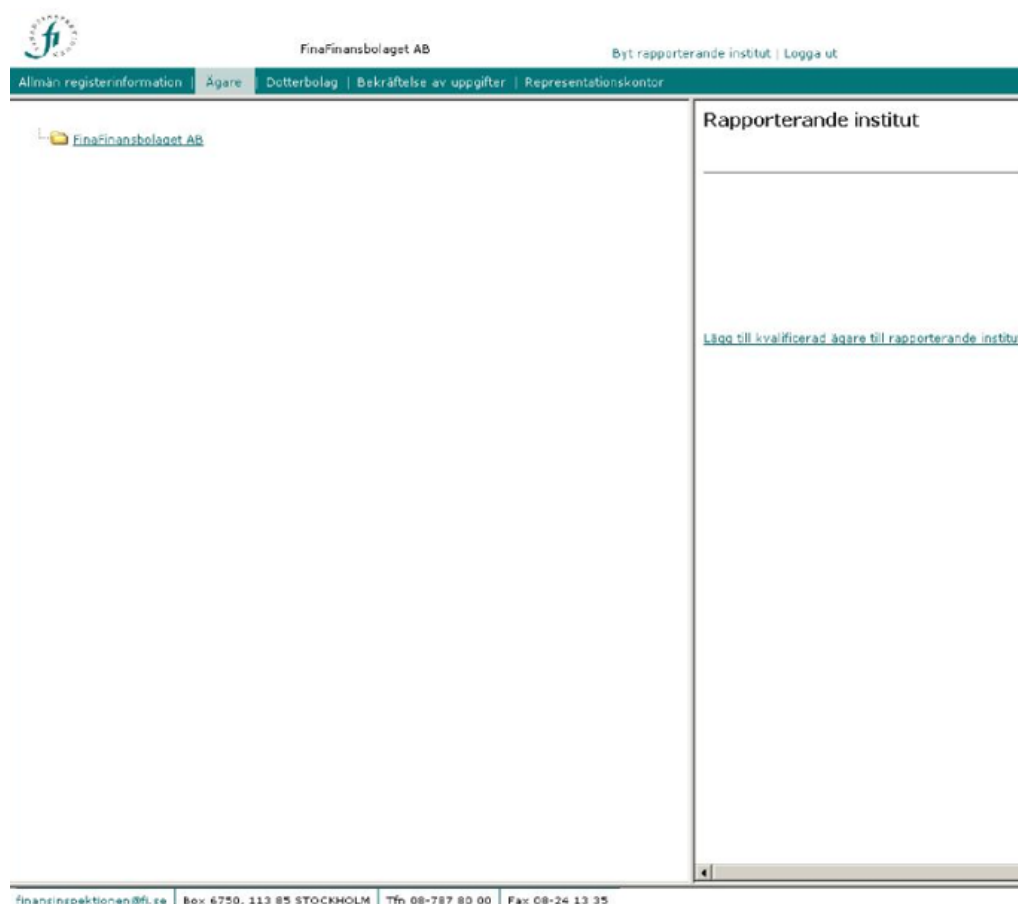 fi
FinaFinansbolaget AB
Byt rapporterande institut | Logga ut
Allmän registerinformation | Ägare | Dotterbolag | Bekräftelse av uppgifter | Representationskontor
FinaFinansbolaget AB
Rapporterande institut
Lägg till kvalificerad ägare till rapporterande institu
finansinspektionen@fi.se | Box 6750, 113 85 STOCKHOLM | Tfn 08-787 80 00 | Fax 08-24 13 35